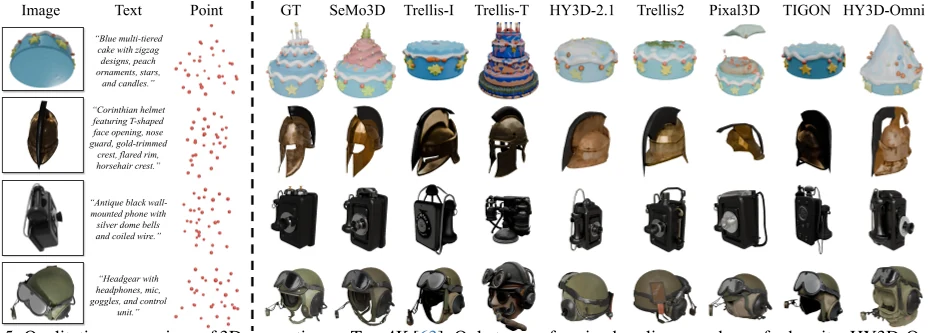 Image Text Point GT SeMo3D Trellis-I Trellis-T HY3D-2.1 Trellis2 Pixal3D TIGON HY3D-Omni
"Blue multi-tiered
cake with zigzag
designs, peach
ornaments, stars,
and candles."
"Corinthian helmet
featuring T-shaped
face opening, nose
guard, gold-trimmed
crest, flared rim,
horsehair crest."
"Antique black wall-
mounted phone with
silver dome bells
and coiled wire."
"Headgear with
headphones, mic,
goggles, and control
unit."